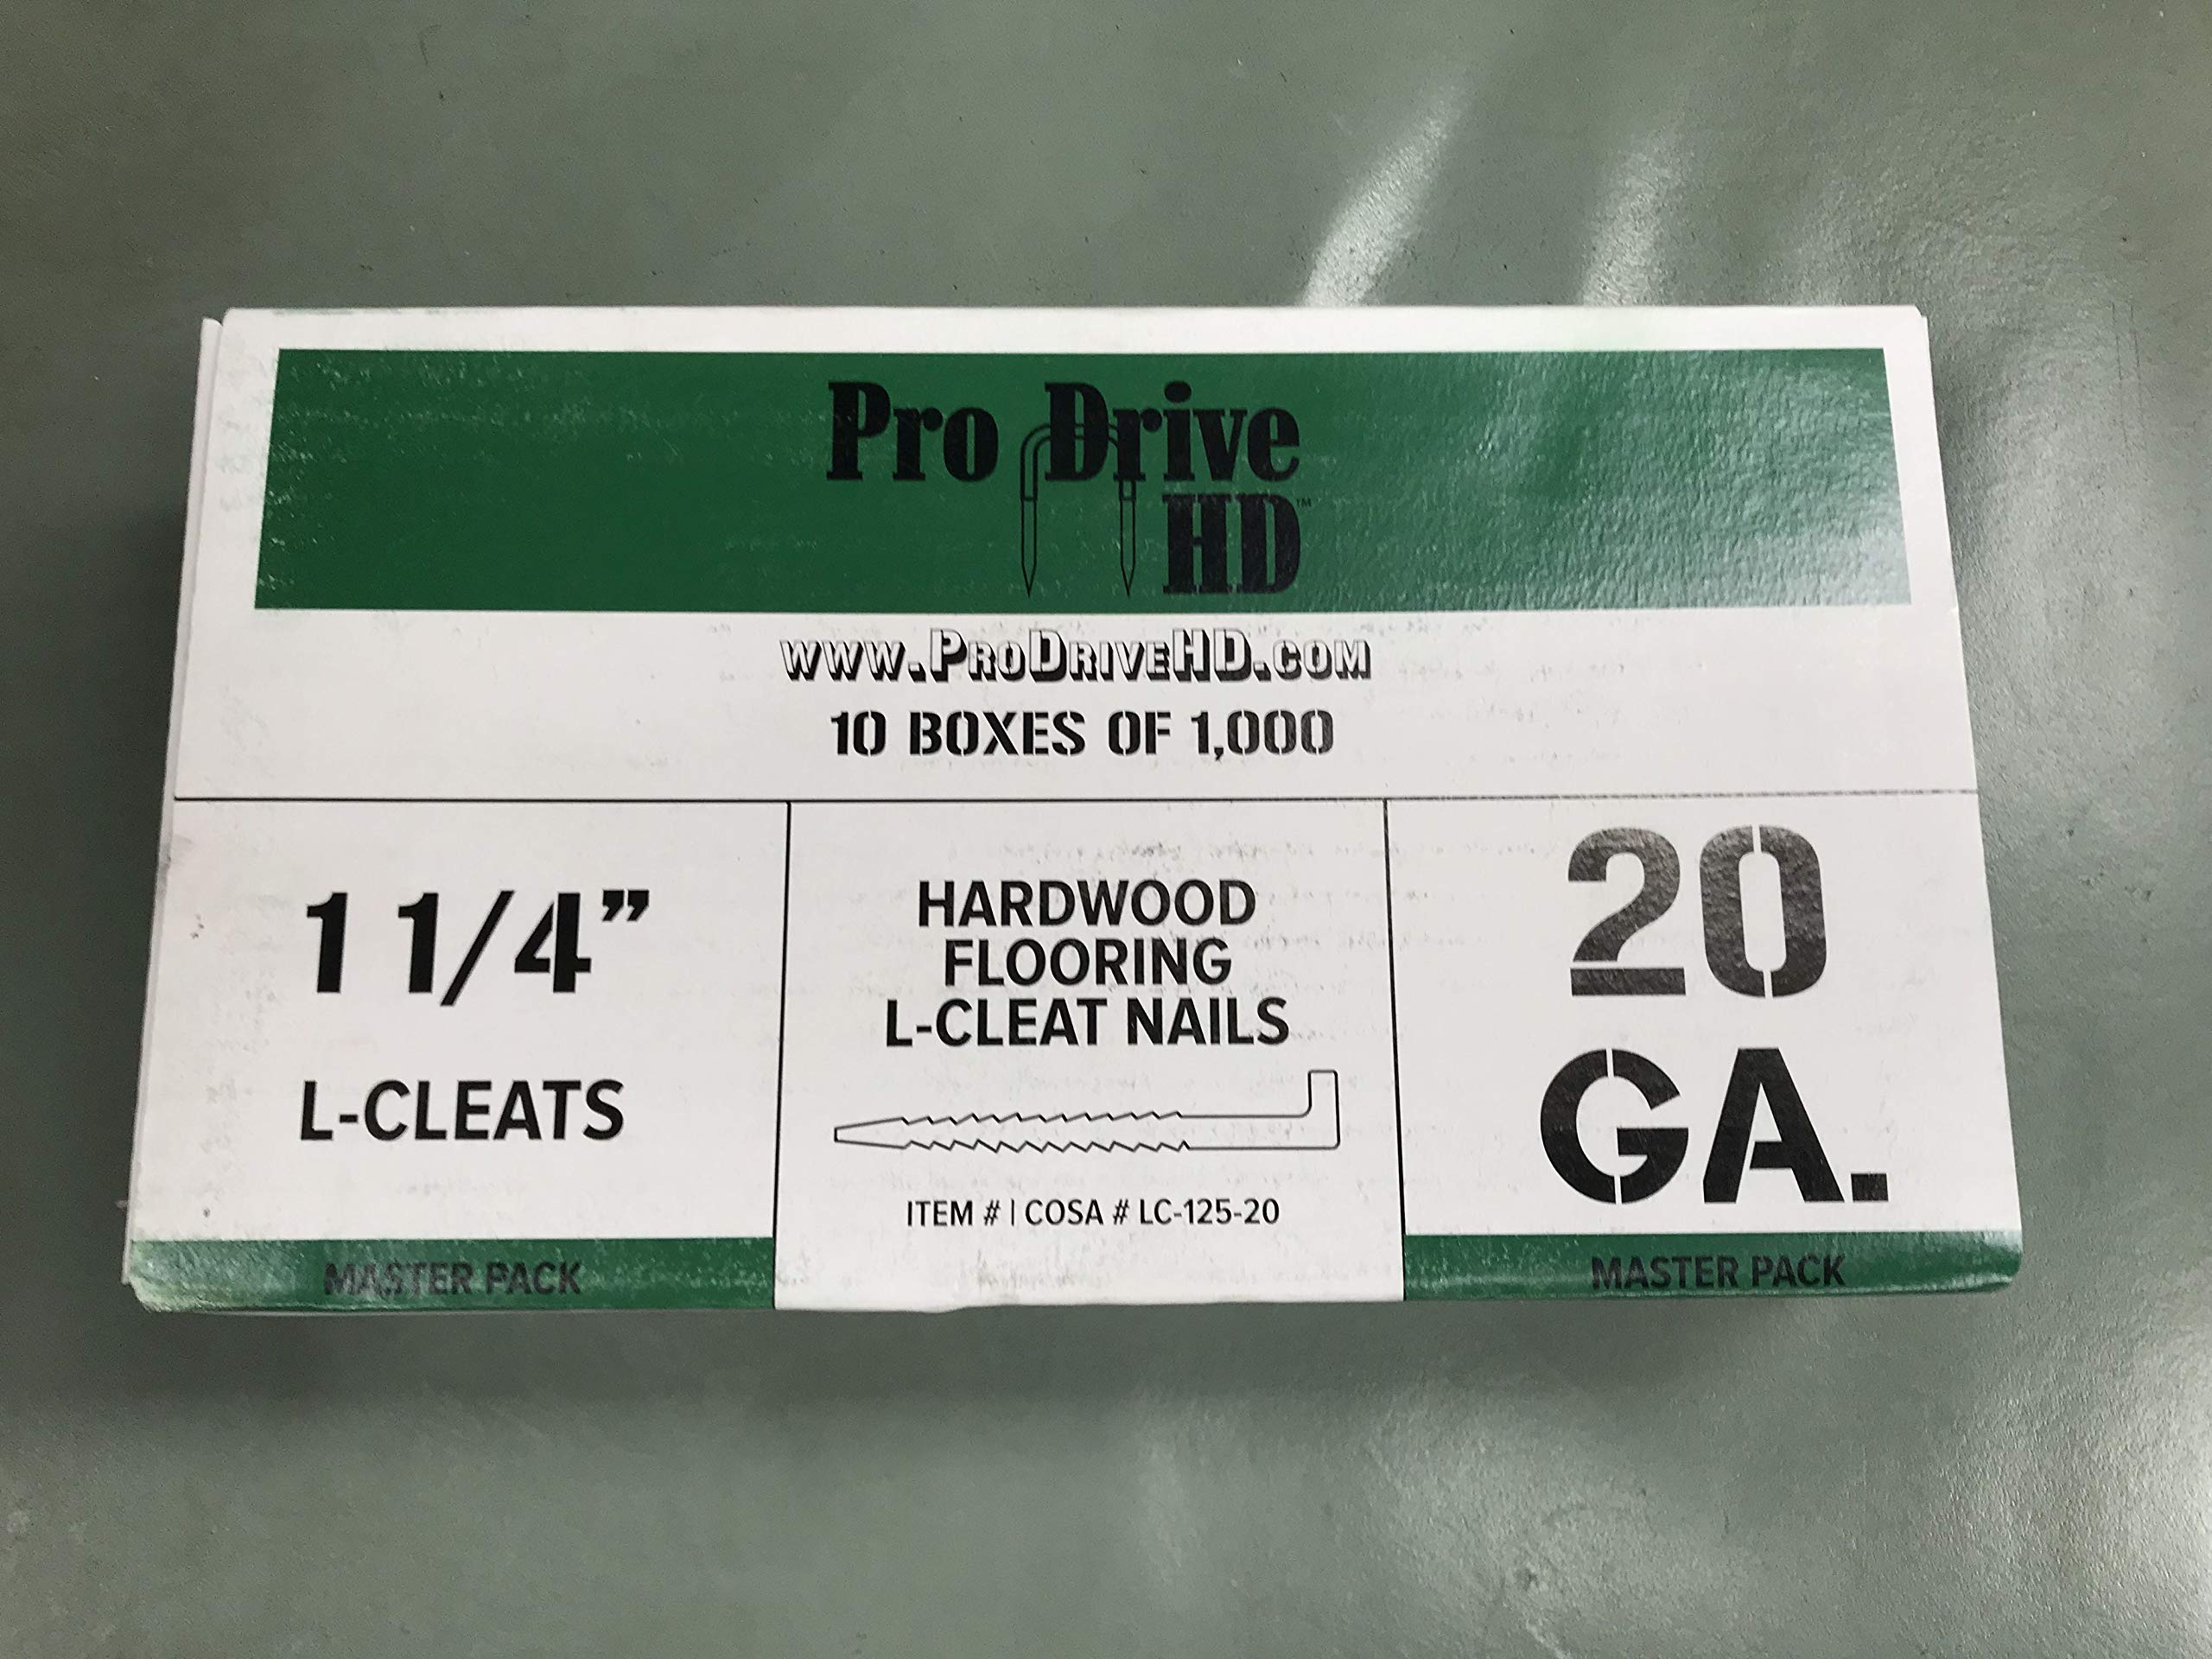 Pro Drive
HD™
www.ProDriveHD.com
10 BOXES OF 1,000
1 1/4”
L-CLEATS
MASTER PACK
HARDWOOD
FLOORING
L-CLEAT NAILS
ITEM # | COSA # LC-125-20
20
GA.
MASTER PACK